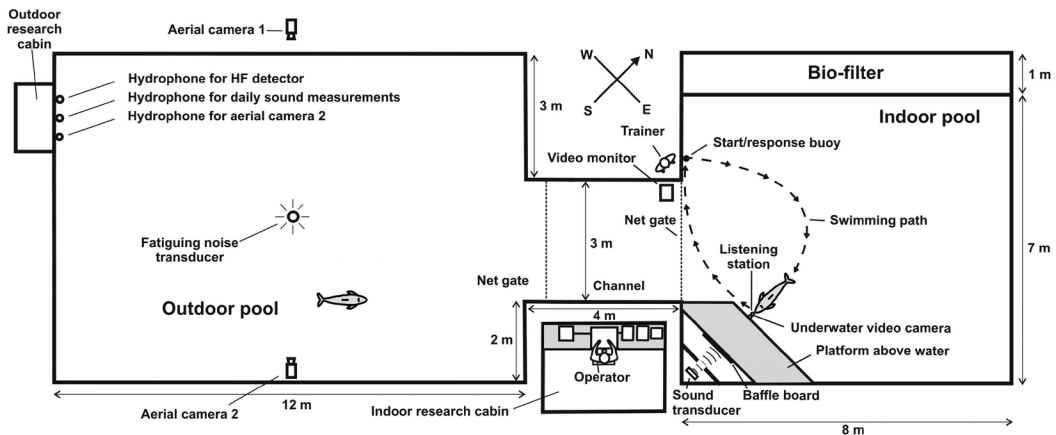 Outdoor
research
cabin
Aerial camera 1
Hydrophone for HF detector
Hydrophone for daily sound measurements
Hydrophone for aerial camera 2
Fatiguing noise
transducer
Outdoor pool
Aerial camera 2
12 m
3 m
W
N
S
E
Trainer
Video monitor
Net gate
3 m
Net gate
Channel
4 m
2 m
Operator
Indoor research cabin
Bio-filter
1 m
Indoor pool
Start/response buoy
Swimming path
7 m
Listening
station
Underwater video camera
Platform above water
Baffle board
Sound
transducer
8 m